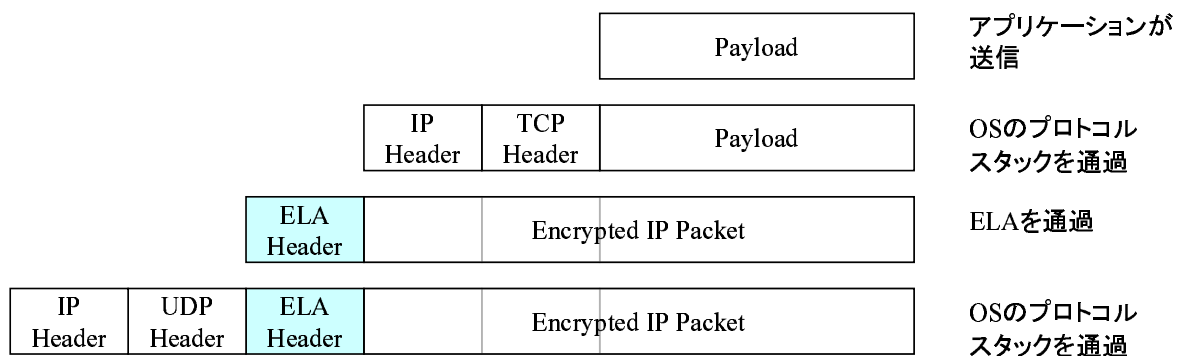 Payload
アプリケーションが
送信
IP
Header
TCP
Header
Payload
OSのプロトコル
スタックを通過
ELA
Header
Encrypted IP Packet
ELAを通過
IP
Header
UDP
Header
ELA
Header
Encrypted IP Packet
OSのプロトコル
スタックを通過